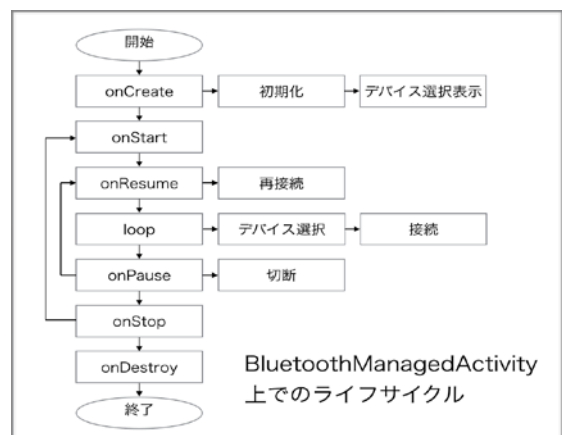 開始
onCreate
初期化
デバイス選択表示
onStart
onResume
再接続
loop
デバイス選択
接続
onPause
切断
onStop
onDestroy
終了
BluetoothManagedActivity
上でのライフサイクル